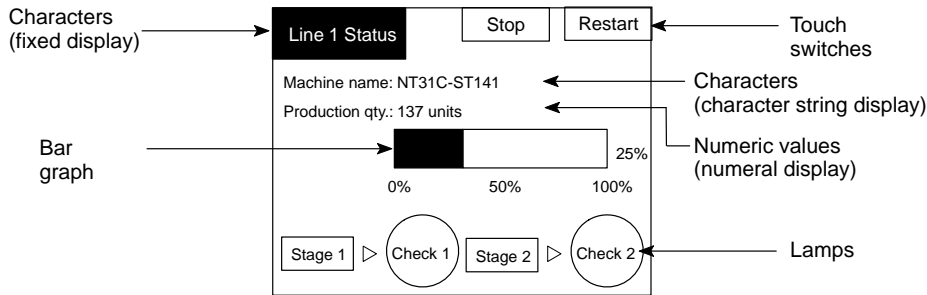 Characters
(fixed display)
Line 1 Status
Stop
Restart
Touch
switches
Machine name: NT31C-ST141
Characters
(character string display)
Production qty.: 137 units
Numeric values
(numeral display)
Bar
graph
25%
0%
50%
100%
Stage 1
Check 1
Stage 2
Check 2
Lamps